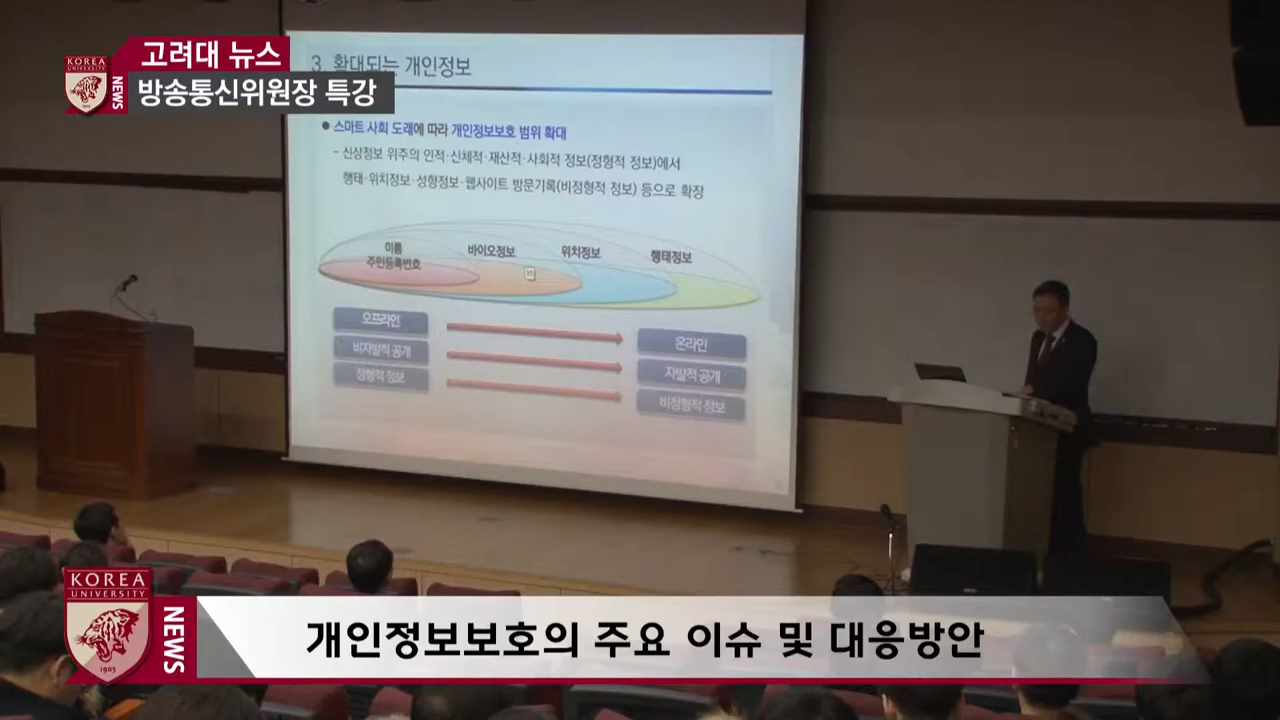 고려대 뉴스
방송통신위원장 특강
KOREA
UNIVERSITY
1905
NEWS
3. 확대되는 개인정보
● 스마트 사회 도래에 따라 개인정보보호 범위 확대
- 신상정보 위주의 인적·신체적·재산적·사회적 정보(정형적 정보)에서
행태·위치정보·성향정보·웹사이트 방문기록(비정형적 정보) 등으로 확장
이름
주민등록번호
바이오정보
위치정보
행태정보
오프라인
온라인
비자발적 공개
자발적 공개
정형적 정보
비정형적 정보
KOREA
UNIVERSITY
1905
NEWS
개인정보보호의 주요 이슈 및 대응방안